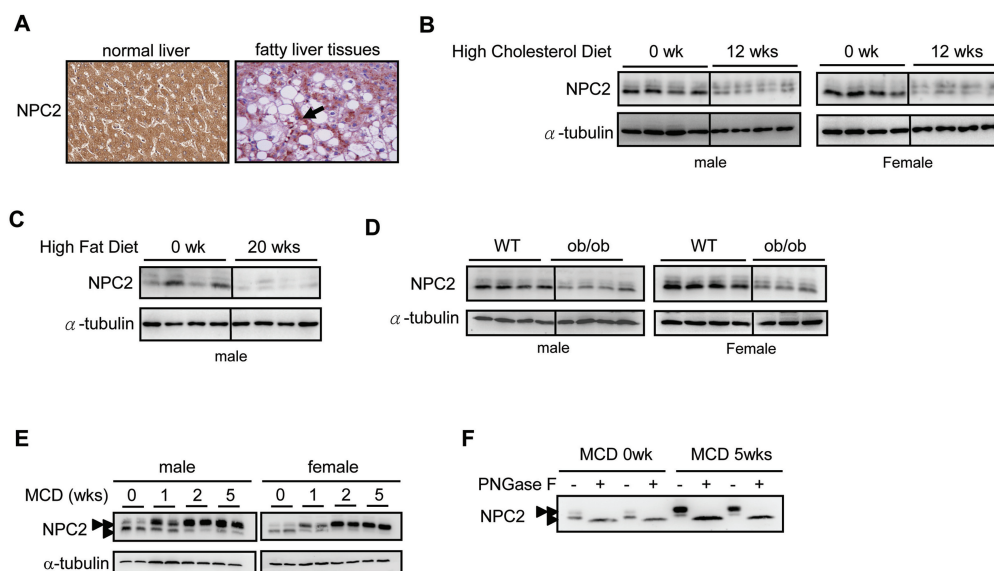 A
normal liver fatty liver tissues
NPC2
B
High Cholesterol Diet 0 wk 12 wks 0 wk 12 wks
NPC2
α-tubulin
male Female
C
High Fat Diet 0 wk 20 wks
NPC2
α-tubulin
male
D
WT ob/ob WT ob/ob
NPC2
α-tubulin
male Female
E
male female
MCD (wks) 0 1 2 5 0 1 2 5
NPC2
α-tubulin
F
MCD 0wk MCD 5wks
PNGase F - + - + - + - +
NPC2